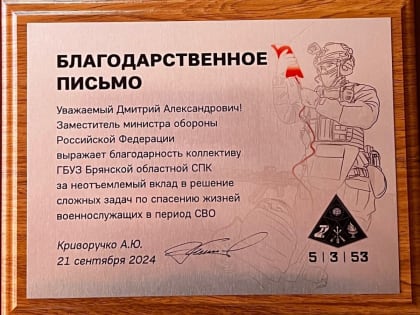 БЛАГОДАРСТВЕННОЕ
ПИСЬМО
Уважаемый Дмитрий Александрович!
Заместитель министра обороны
Российской Федерации
выражает благодарность коллективу
ГБУЗ Брянской областной СПК
за неотъемлемый вклад в решение
сложных задач по спасению жизней
военнослужащих в период СВО
Криворучко А.Ю.
21 сентября 2024
5 | 3 | 53